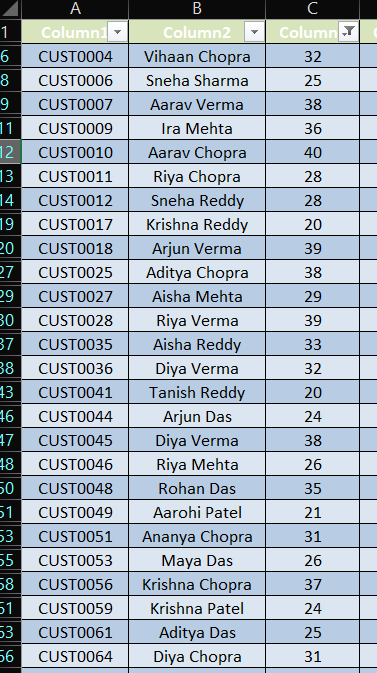 A B C
1 Column1 Column2 Column
6 CUST0004 Vihaan Chopra 32
8 CUST0006 Sneha Sharma 25
9 CUST0007 Aarav Verma 38
11 CUST0009 Ira Mehta 36
12 CUST0010 Aarav Chopra 40
13 CUST0011 Riya Chopra 28
14 CUST0012 Sneha Reddy 28
19 CUST0017 Krishna Reddy 20
20 CUST0018 Arjun Verma 39
27 CUST0025 Aditya Chopra 38
29 CUST0027 Aisha Mehta 29
30 CUST0028 Riya Verma 39
37 CUST0035 Aisha Reddy 33
38 CUST0036 Diya Verma 32
43 CUST0041 Tanish Reddy 20
46 CUST0044 Arjun Das 24
47 CUST0045 Diya Verma 38
48 CUST0046 Riya Mehta 26
50 CUST0048 Rohan Das 35
51 CUST0049 Aarohi Patel 21
53 CUST0051 Ananya Chopra 31
55 CUST0053 Maya Das 26
58 CUST0056 Krishna Chopra 37
61 CUST0059 Krishna Patel 24
63 CUST0061 Aditya Das 25
66 CUST0064 Diya Chopra 31